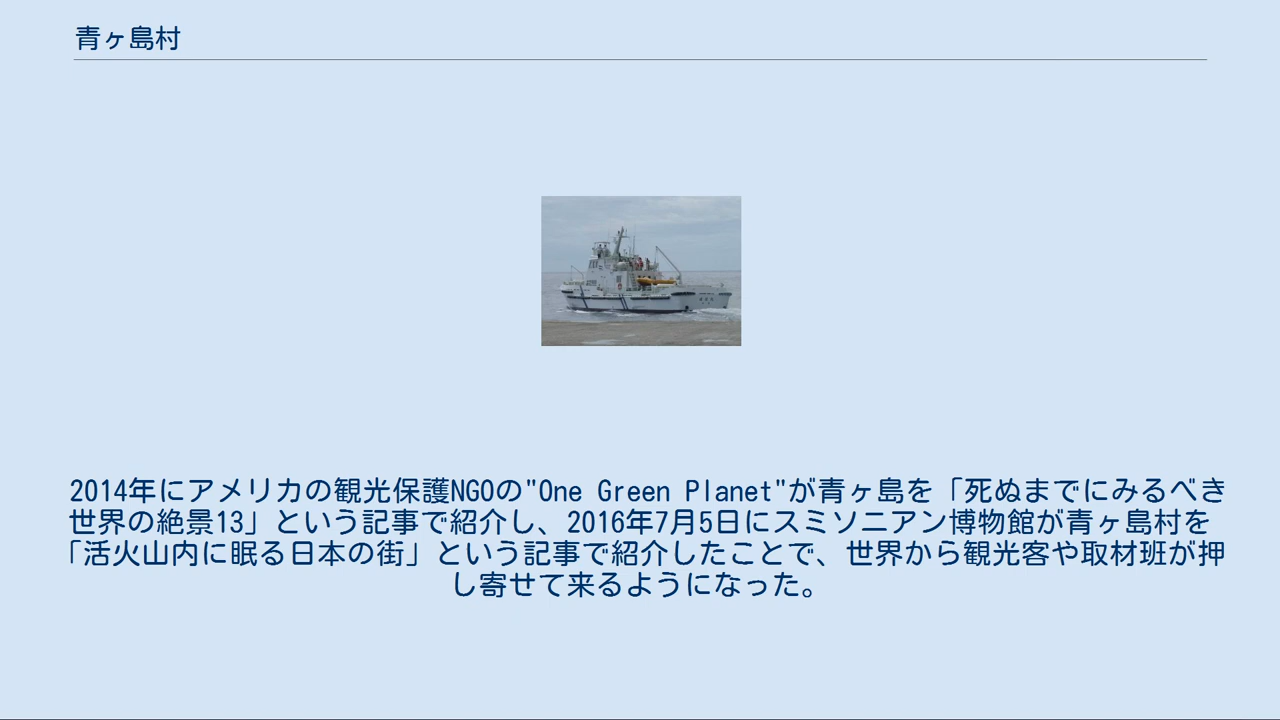 青ヶ島村
2014年にアメリカの観光保護NGOの"One Green Planet"が青ヶ島を「死ぬまでにみるべき
世界の絶景13」という記事で紹介し、2016年7月5日にスミソニアン博物館が青ヶ島村を
「活火山内に眠る日本の街」という記事で紹介したことで、世界から観光客や取材班が押
し寄せて来るようになった。